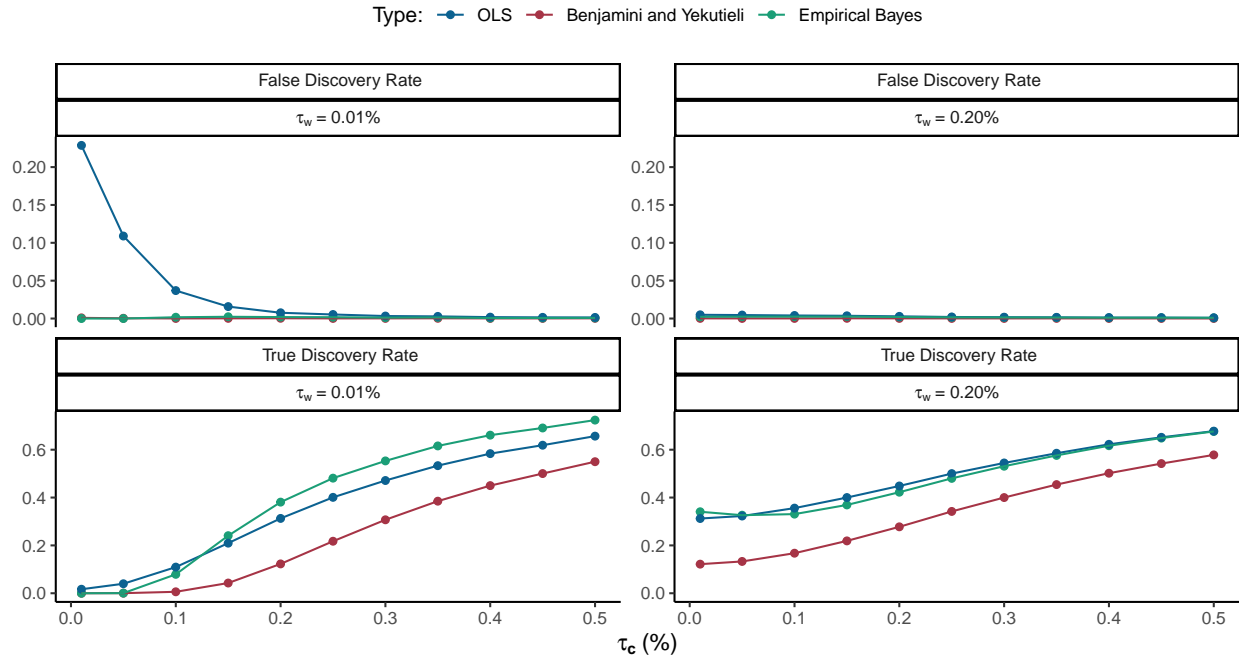 Type: OLS Benjamini and Yekutieli Empirical Bayes
False Discovery Rate False Discovery Rate
τw = 0.01% τw = 0.20%
0.20 0.20
0.15 0.15
0.10 0.10
0.05 0.05
0.00 0.00
True Discovery Rate True Discovery Rate
τw = 0.01% τw = 0.20%
0.6 0.6
0.4 0.4
0.2 0.2
0.0 0.0
0.0 0.1 0.2 0.3 0.4 0.5 0.0 0.1 0.2 0.3 0.4 0.5
τc (%)